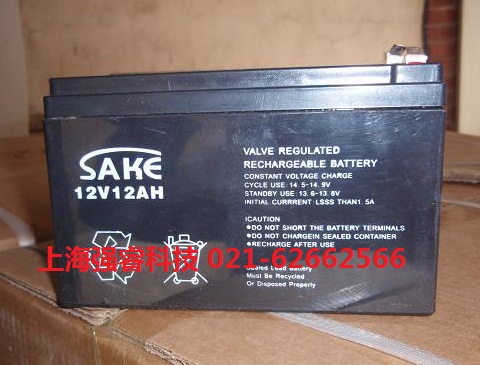 SAKE
12V12AH
VALVE REGULATED
RECHARGEABLE BATTERY
CONSTANT VOLTAGE CHARGE
CYCLE USE: 14.5-14.9V
STANDBY USE: 13.6-13.8V
INITIAL CURRRENT: LSSS THAN1.5A
CAUTION
●DO NOT SHORT THE BATTERY TERMINALS
●DO NOT CHARGEIN SEALED CONTAINER
●RECHARGE AFTER USE
上海强睿科技 021-62662566
Sealed Lead Battery
Must Be Recycled
Or Disposed Properly